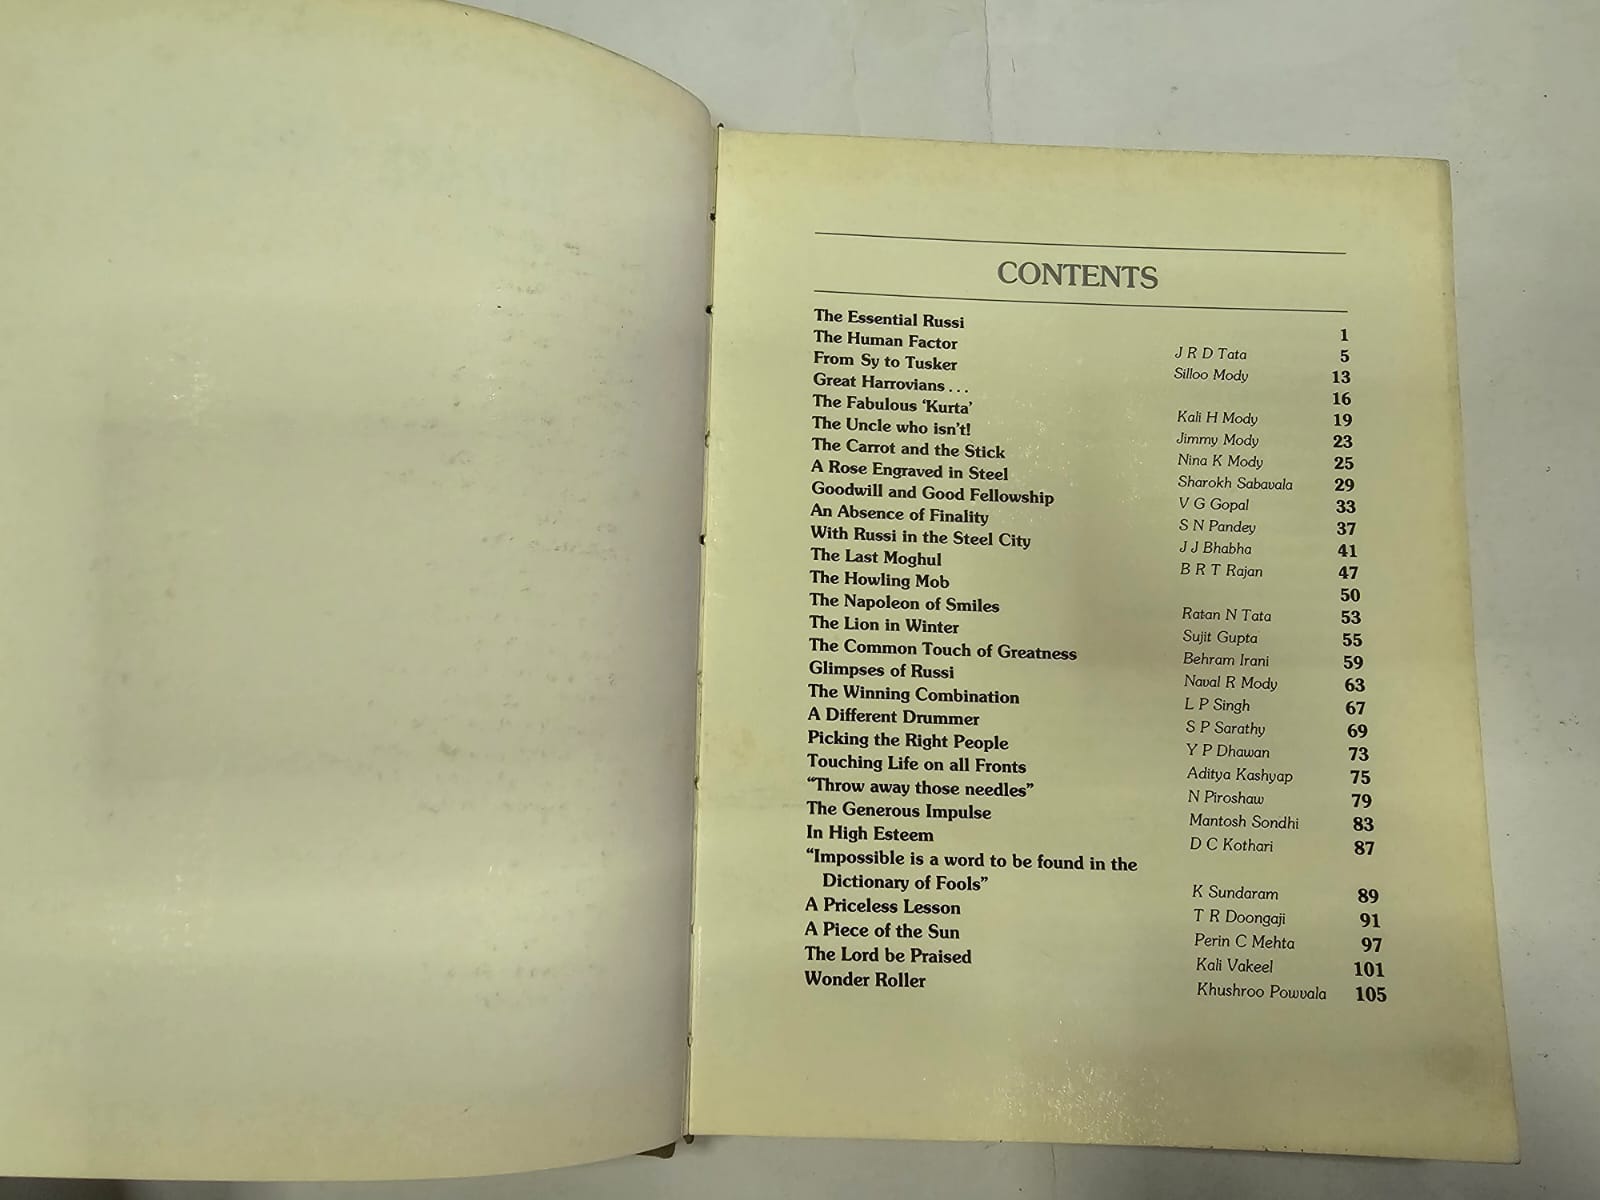 CONTENTS
The Essential Russi 1
The Human Factor J R D Tata 5
From Sy to Tusker Silloo Mody 13
Great Harrovians . . . 16
The Fabulous ‘Kurta’ Kali H Mody 19
The Uncle who isn’t! Jimmy Mody 23
The Carrot and the Stick Nina K Mody 25
A Rose Engraved in Steel Sharokh Sabavala 29
Goodwill and Good Fellowship V G Gopal 33
An Absence of Finality S N Pandey 37
With Russi in the Steel City J J Bhabha 41
The Last Moghul B R T Rajan 47
The Howling Mob 50
The Napoleon of Smiles Ratan N Tata 53
The Lion in Winter Sujit Gupta 55
The Common Touch of Greatness Behram Irani 59
Glimpses of Russi Naval R Mody 63
The Winning Combination L P Singh 67
A Different Drummer S P Sarathy 69
Picking the Right People Y P Dhawan 73
Touching Life on all Fronts Aditya Kashyap 75
“Throw away those needles” N Piroshaw 79
The Generous Impulse Mantosh Sondhi 83
In High Esteem D C Kothari 87
“Impossible is a word to be found in the
Dictionary of Fools” K Sundaram 89
A Priceless Lesson T R Doongaji 91
A Piece of the Sun Perin C Mehta 97
The Lord be Praised Kali Vakeel 101
Wonder Roller Khushroo Powvala 105